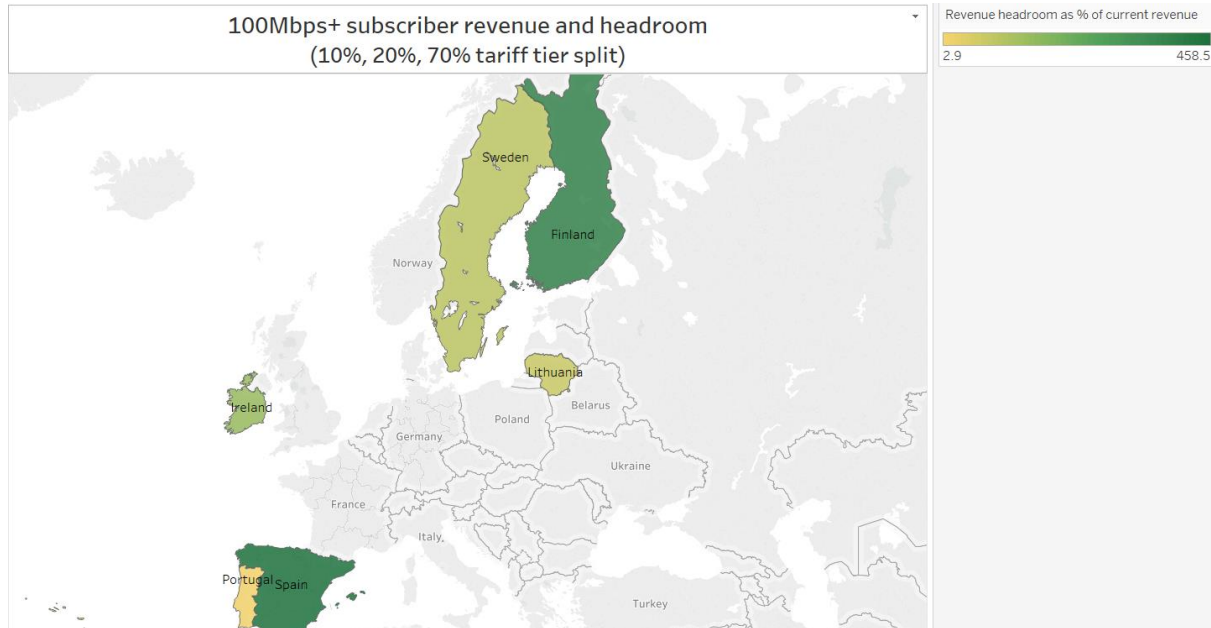 100Mbps+ subscriber revenue and headroom
(10%, 20%, 70% tariff tier split)
Revenue headroom as % of current revenue
2.9 458.5
Sweden
Finland
Norway
Lithuania
Ireland
Belarus
Poland
Germany
Ukraine
France
Italy
Portugal
Spain
Turkey